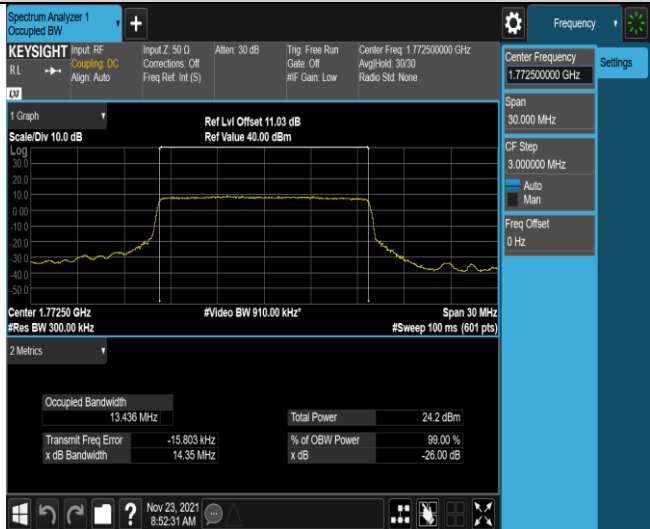 Spectrum Analyzer 1
Occupied BW
+
Frequency
KEYSIGHT
RL
LXI
Input: RF
Coupling: DC
Align: Auto
Input Z: 50 Ω
Corrections: Off
Freq Ref: Int (S)
Atten: 30 dB
Trig: Free Run
Gate: Off
#IF Gain: Low
Center Freq: 1.772500000 GHz
Avg|Hold: 30/30
Radio Std: None
Center Frequency
1.772500000 GHz
Settings
Span
30.000 MHz
CF Step
3.000000 MHz
Auto
Man
Freq Offset
0 Hz
1 Graph
Scale/Div 10.0 dB
Ref Lvl Offset 11.03 dB
Ref Value 40.00 dBm
Log
30.0
20.0
10.0
0.00
-10.0
-20.0
-30.0
-40.0
-50.0
Center 1.77250 GHz
#Video BW 910.00 kHz*
Span 30 MHz
#Res BW 300.00 kHz
#Sweep 100 ms (601 pts)
2 Metrics
Occupied Bandwidth
13.436 MHz
Total Power 24.2 dBm
Transmit Freq Error -15.803 kHz
% of OBW Power 99.00 %
x dB Bandwidth 14.35 MHz
x dB -26.00 dB
?
Nov 23, 2021
8:52:31 AM